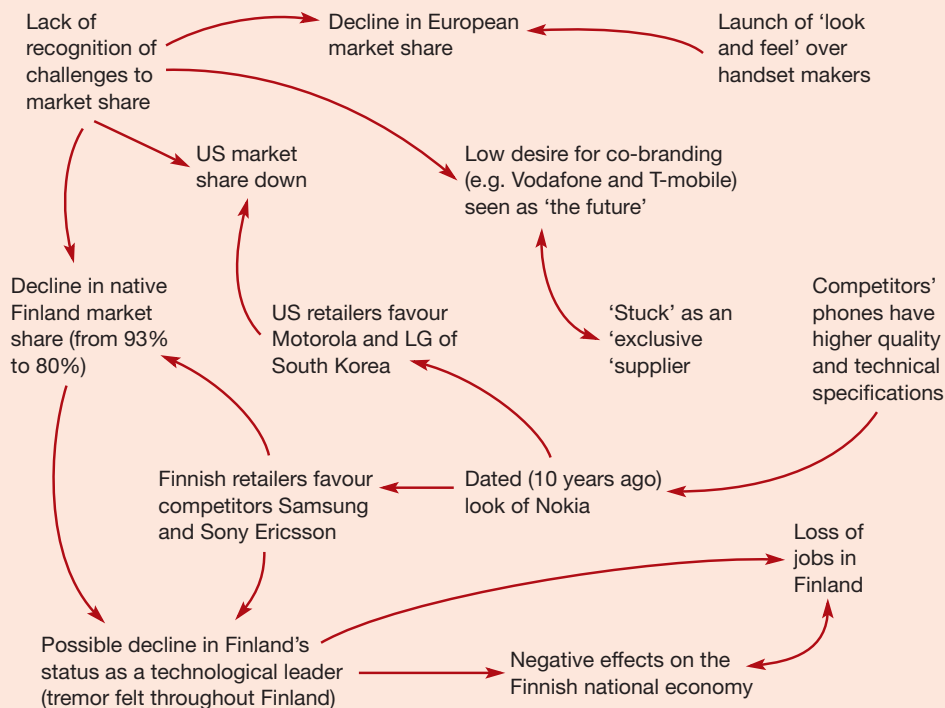 Lack of
recognition of
challenges to
market share
Decline in European
market share
Launch of ‘look
and feel’ over
handset makers
US market
share down
Low desire for co-branding
(e.g. Vodafone and T-mobile)
seen as ‘the future’
Decline in native
Finland market
share (from 93%
to 80%)
US retailers favour
Motorola and LG of
South Korea
‘Stuck’ as an
‘exclusive
‘supplier
Competitors’
phones have
higher quality
and technical
specifications
Finnish retailers favour
competitors Samsung
and Sony Ericsson
Dated (10 years ago)
look of Nokia
Loss of
jobs in
Finland
Possible decline in Finland’s
status as a technological leader
(tremor felt throughout Finland)
Negative effects on the
Finnish national economy